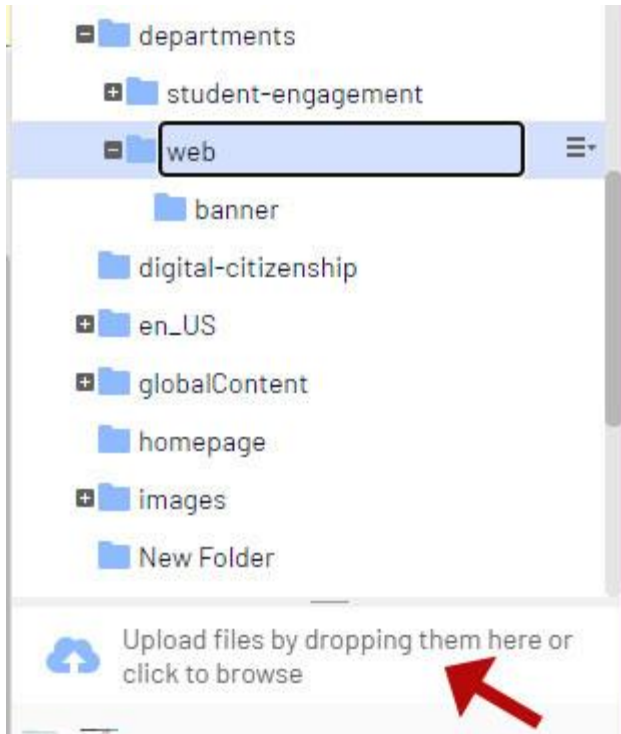 departments
student-engagement
web
banner
digital-citizenship
en_US
globalContent
homepage
images
New Folder
Upload files by dropping them here or
click to browse